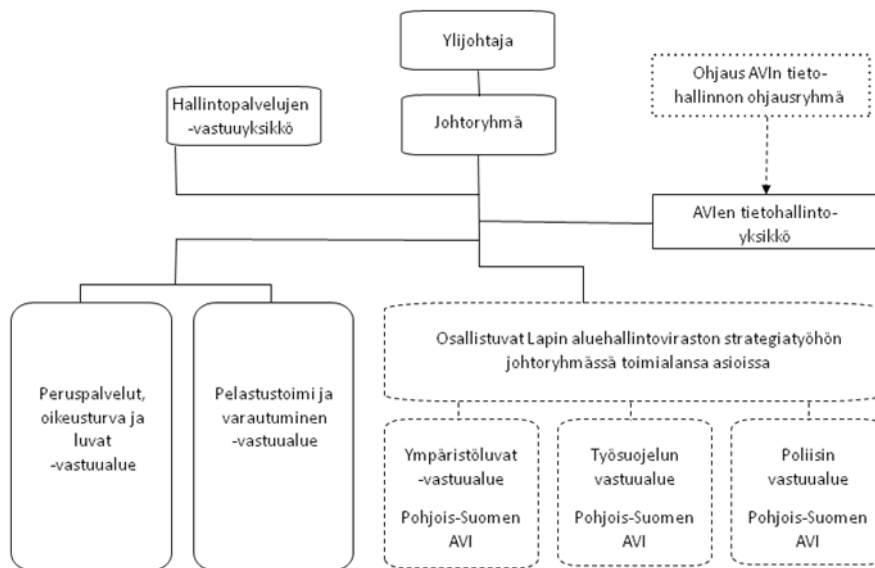 Ylijohtaja
Ohjaus AVIn tieto-
hallinnon ohjausryhmä
Hallintopalvelujen
-vastuuyksikkö
Johtoryhmä
AVIen tietohallinto-
yksikkö
Peruspalvelut,
oikeusturva ja
luvat
-vastuualue
Pelastustoimi ja
varautuminen
-vastuualue
Osallistuvat Lapin aluehallintoviraston strategiatyöhön
johtoryhmässä toimialansa asioissa
Ympäristöluvat
-vastuualue
Pohjois-Suomen
AVI
Työsuojelun
vastuualue
Pohjois-Suomen
AVI
Poliisin
vastuualue
Pohjois-Suomen
AVI